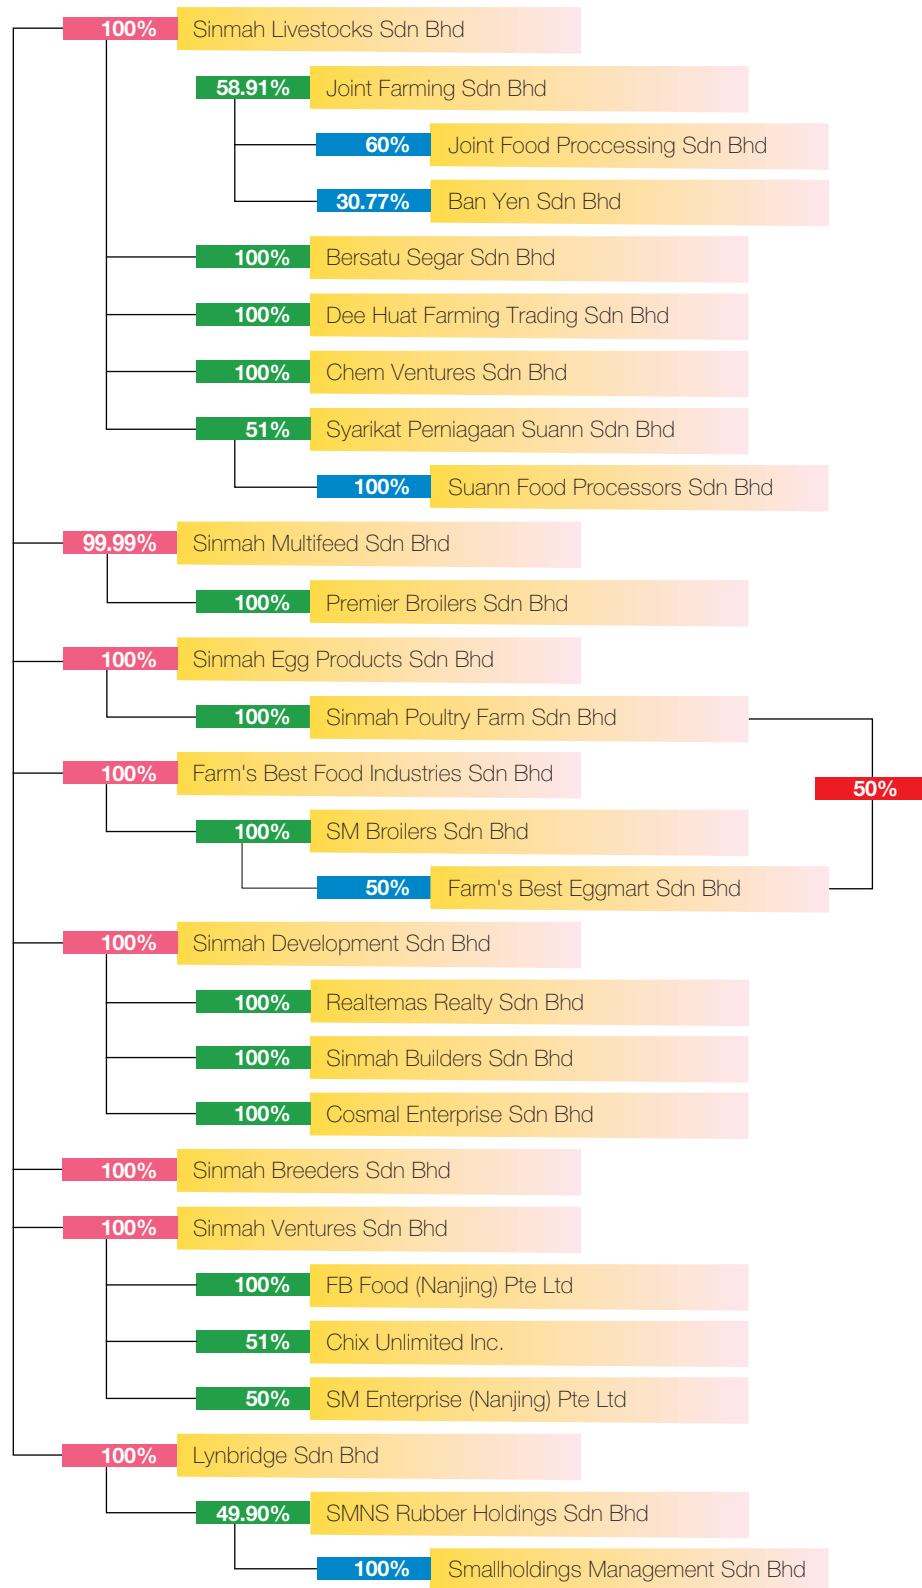 100% Sinmah Livestocks Sdn Bhd
58.91% Joint Farming Sdn Bhd
60% Joint Food Proccessing Sdn Bhd
30.77% Ban Yen Sdn Bhd
100% Bersatu Segar Sdn Bhd
100% Dee Huat Farming Trading Sdn Bhd
100% Chem Ventures Sdn Bhd
51% Syarikat Perniagaan Suann Sdn Bhd
100% Suann Food Processors Sdn Bhd
99.99% Sinmah Multifeed Sdn Bhd
100% Premier Broilers Sdn Bhd
100% Sinmah Egg Products Sdn Bhd
100% Sinmah Poultry Farm Sdn Bhd
100% Farm's Best Food Industries Sdn Bhd
50%
100% SM Broilers Sdn Bhd
50% Farm's Best Eggmart Sdn Bhd
100% Sinmah Development Sdn Bhd
100% Realtemas Realty Sdn Bhd
100% Sinmah Builders Sdn Bhd
100% Cosmal Enterprise Sdn Bhd
100% Sinmah Breeders Sdn Bhd
100% Sinmah Ventures Sdn Bhd
100% FB Food (Nanjing) Pte Ltd
51% Chix Unlimited Inc.
50% SM Enterprise (Nanjing) Pte Ltd
100% Lynbridge Sdn Bhd
49.90% SMNS Rubber Holdings Sdn Bhd
100% Smallholdings Management Sdn Bhd